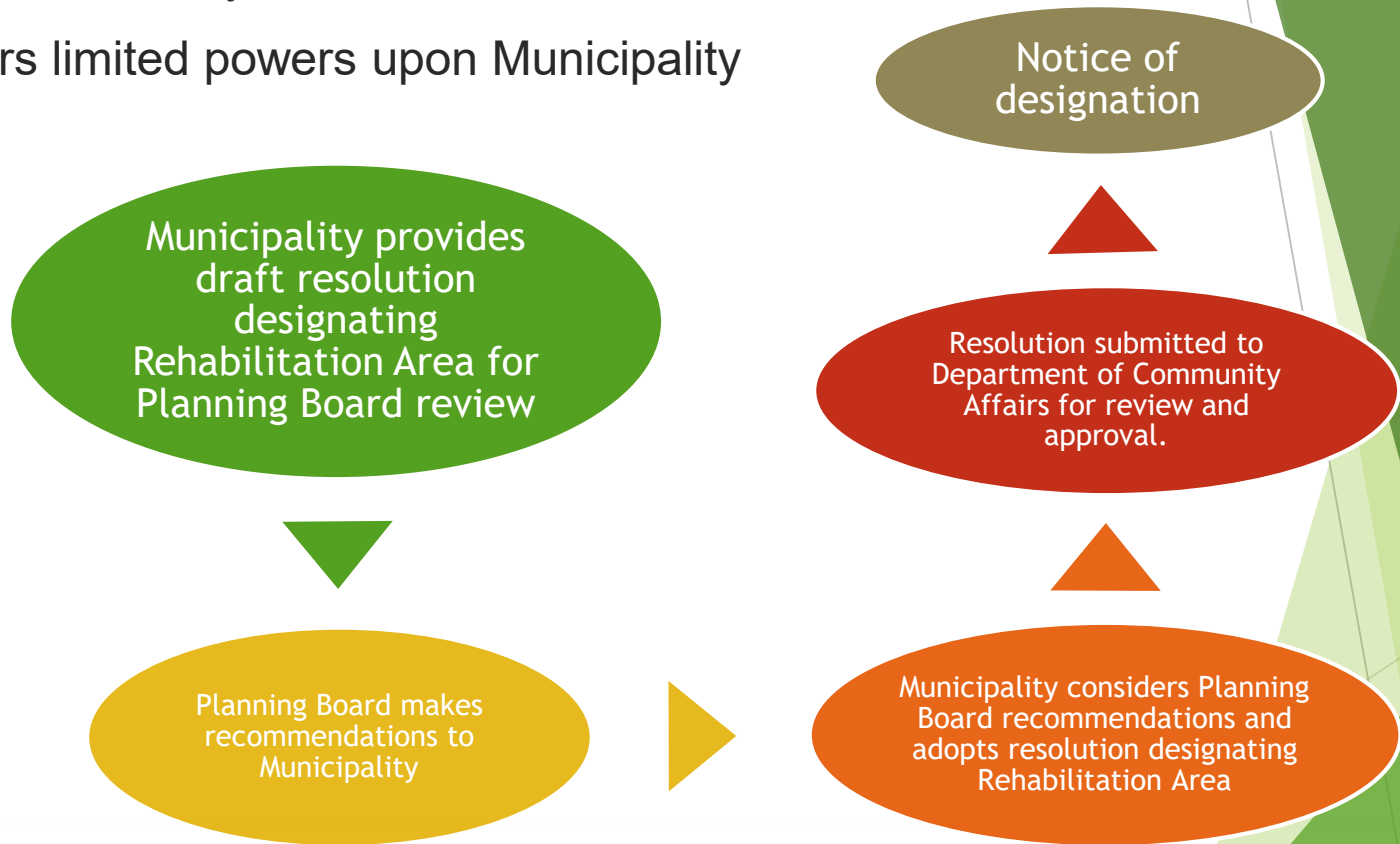 rs limited powers upon Municipality
Municipality provides
draft resolution
designating
Rehabilitation Area for
Planning Board review
Planning Board makes
recommendations to
Municipality
Municipality considers Planning
Board recommendations and
adopts resolution designating
Rehabilitation Area
Resolution submitted to
Department of Community
Affairs for review and
approval.
Notice of
designation